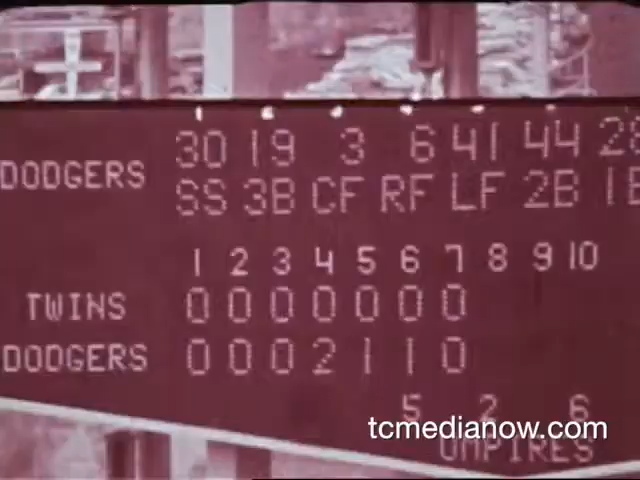 30 19 3 6 41 44 28
DODGERS
SS 3B CF RF LF 2B 1B
1 2 3 4 5 6 7 8 9 10
TWINS 0 0 0 0 0 0 0
DODGERS 0 0 0 2 1 1 0
5 2 6
tcmedianow.com
UMPIRES